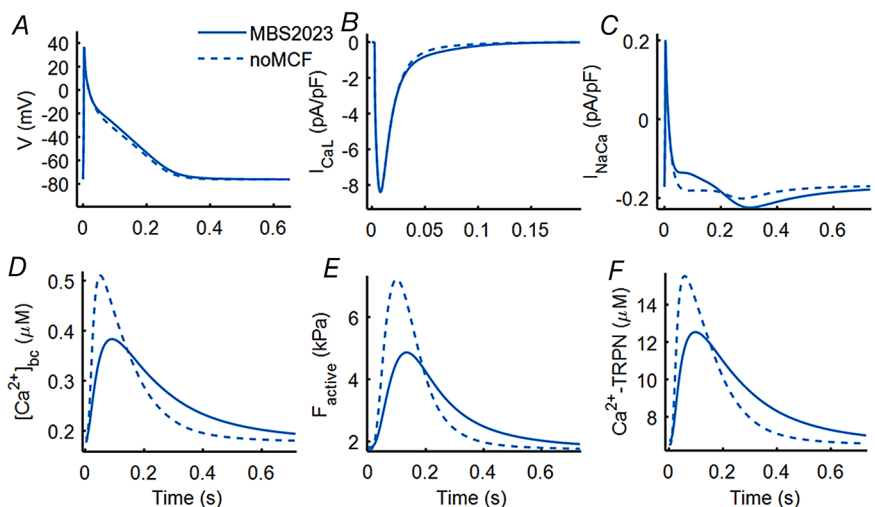 A
MBS2023
noMCF
V (mV)
40
20
0
-20
-40
-60
-80
0
0.2
0.4
0.6
B
I_CaL (pA/pF)
0
-2
-4
-6
-8
0
0.05
0.1
0.15
C
I_NaCa (pA/pF)
0.2
0
-0.2
0
0.2
0.4
0.6
D
[Ca²⁺]_bc (μM)
0.5
0.4
0.3
0.2
0
0.2
0.4
0.6
Time (s)
E
F_active (kPa)
6
4
2
0
0.2
0.4
0.6
Time (s)
F
Ca²⁺-TRPN (μM)
14
12
10
8
0
0.2
0.4
0.6
Time (s)